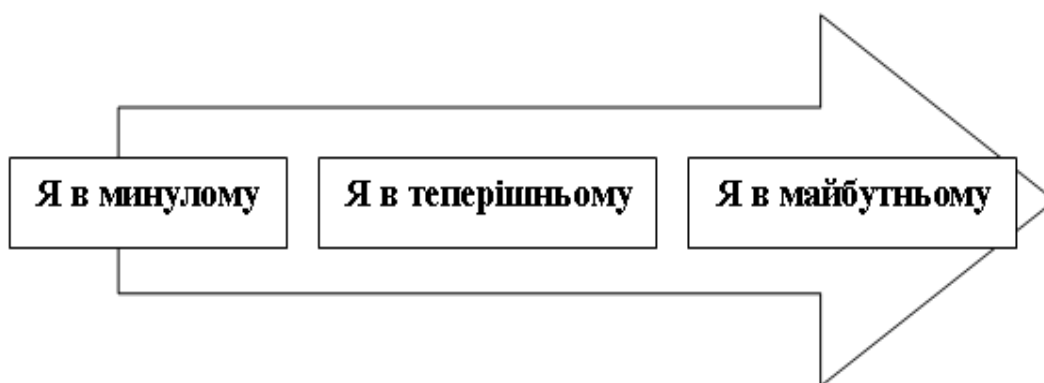 Я в минулому
Я в теперішньому
Я в майбутньому